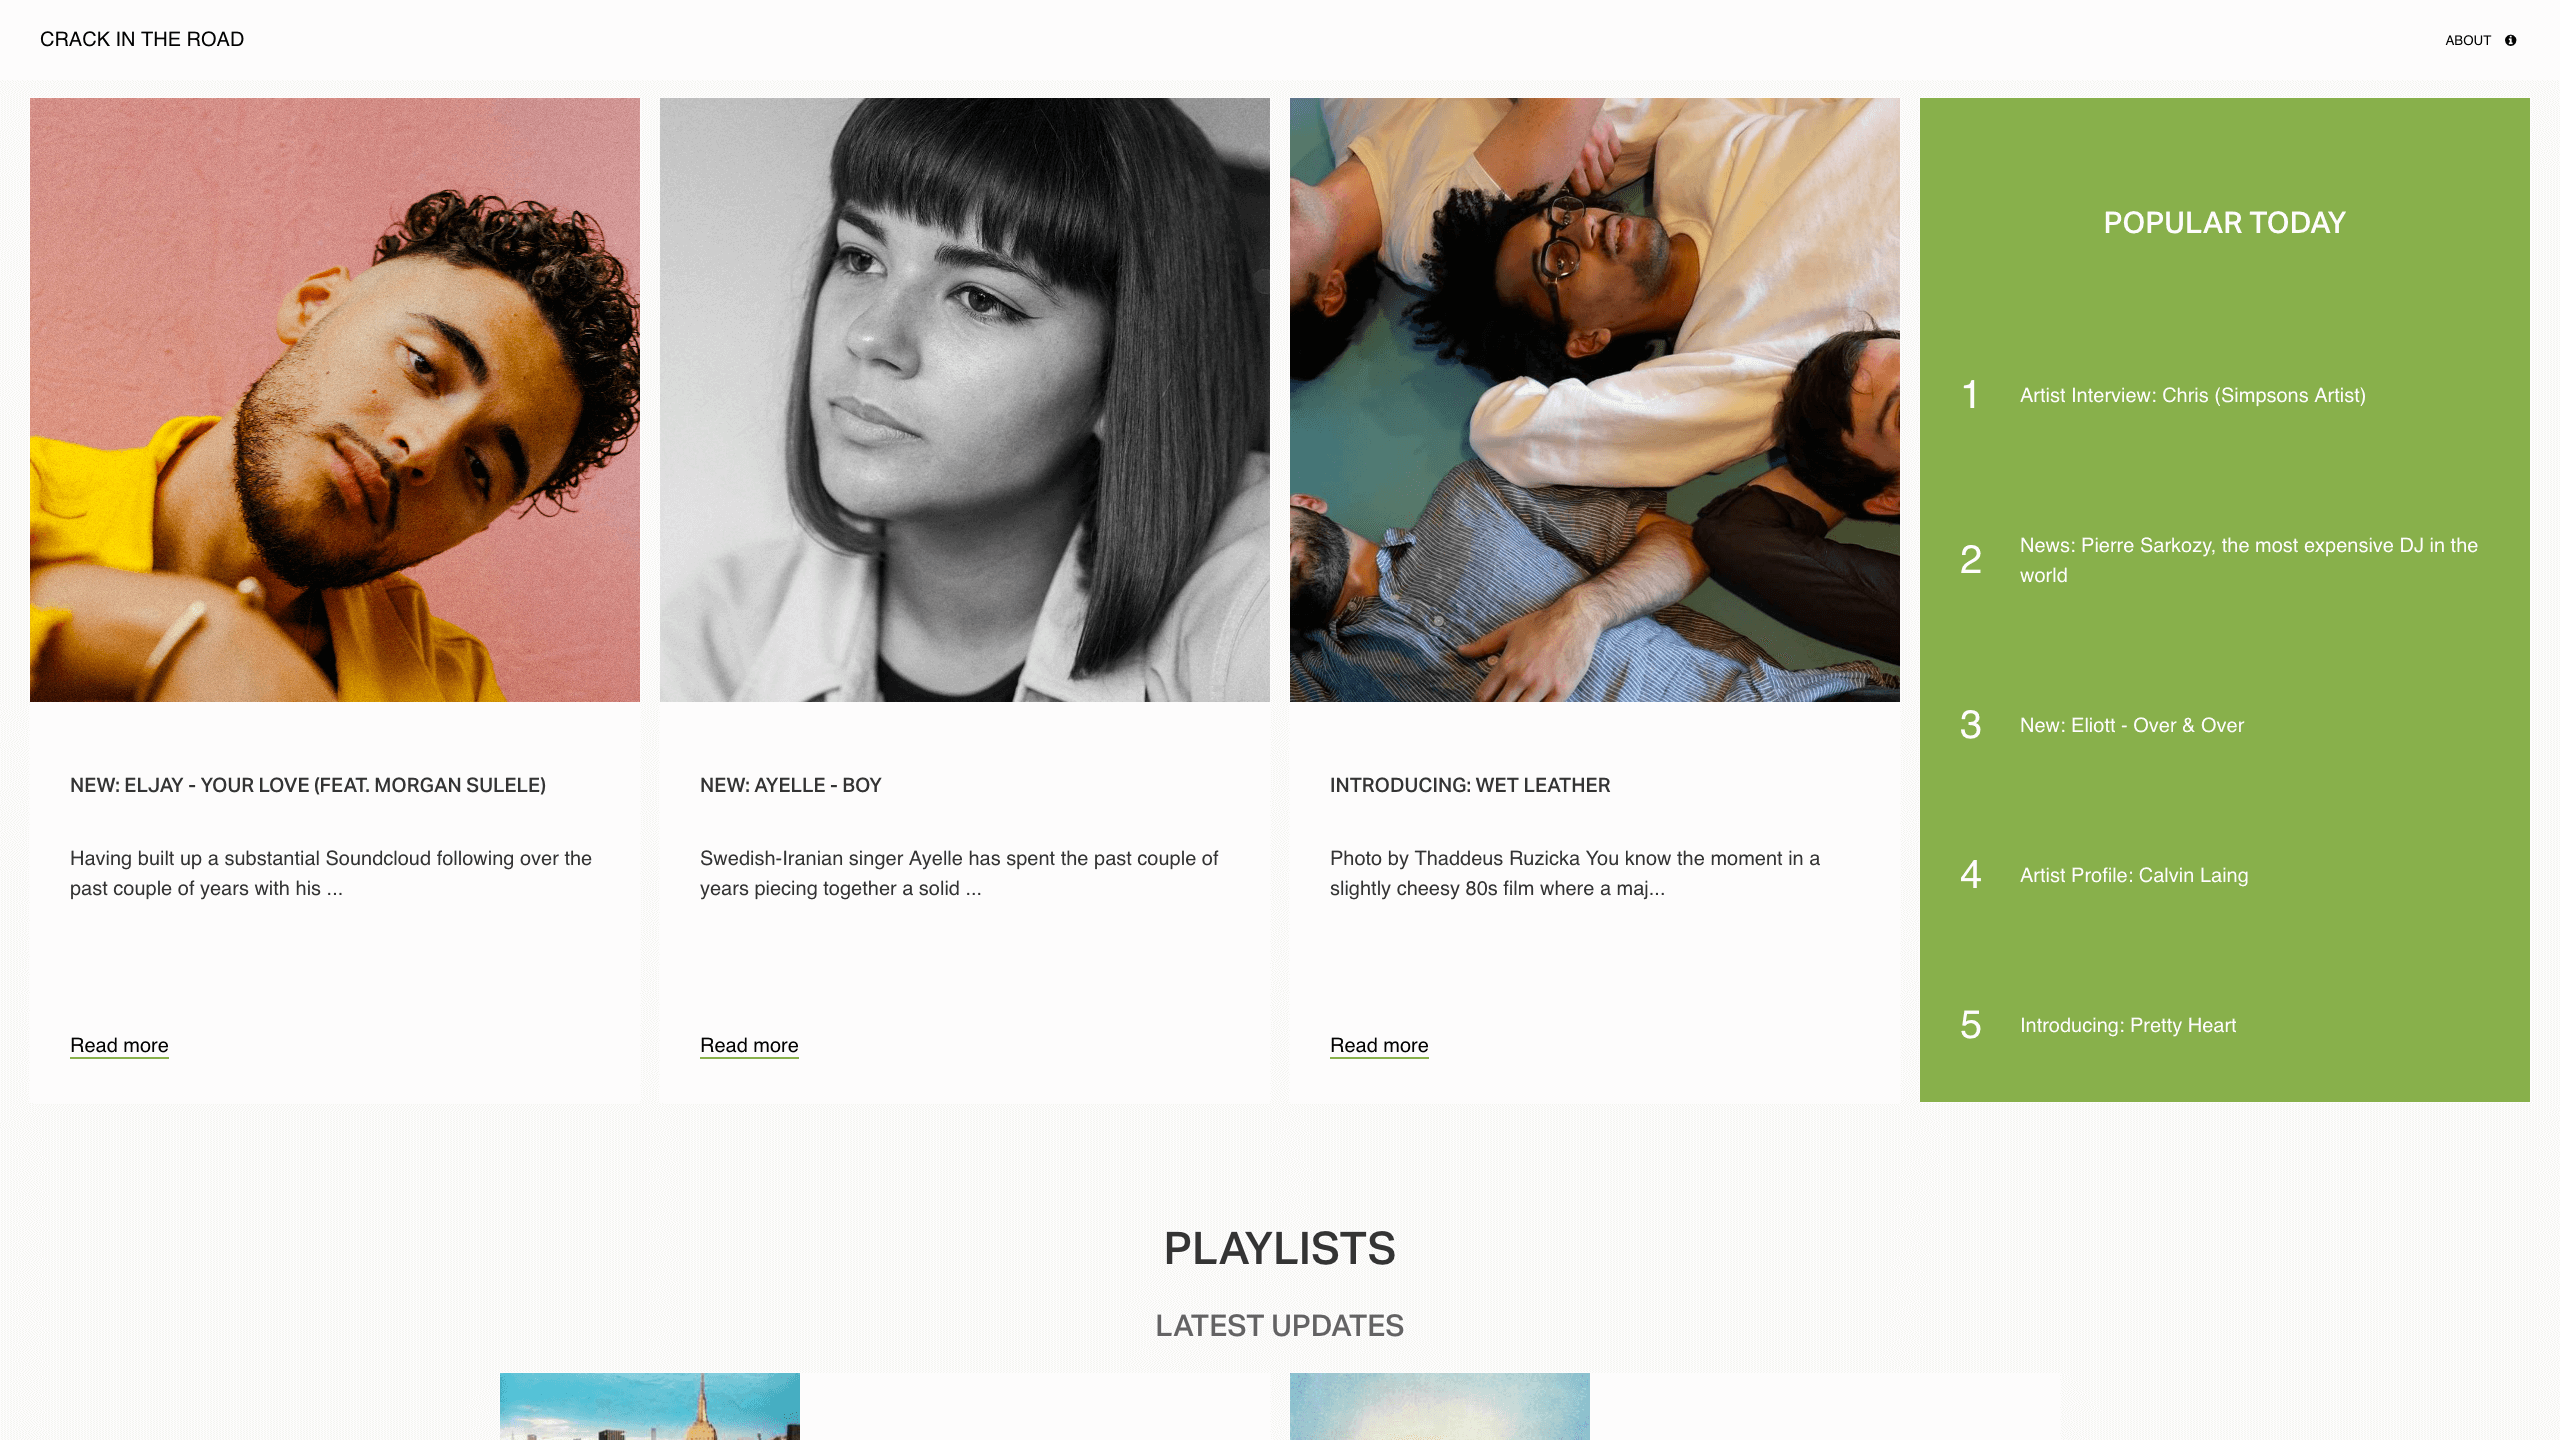 CRACK IN THE ROAD
ABOUT
NEW: ELJAY - YOUR LOVE (FEAT. MORGAN SULELE)
Having built up a substantial Soundcloud following over the
past couple of years with his ...
Read more
NEW: AYELLE - BOY
Swedish-Iranian singer Ayelle has spent the past couple of
years piecing together a solid ...
Read more
INTRODUCING: WET LEATHER
Photo by Thaddeus Ruzicka You know the moment in a
slightly cheesy 80s film where a maj...
Read more
POPULAR TODAY
1 Artist Interview: Chris (Simpsons Artist)
2 News: Pierre Sarkozy, the most expensive DJ in the
world
3 New: Eliott - Over & Over
4 Artist Profile: Calvin Laing
5 Introducing: Pretty Heart
PLAYLISTS
LATEST UPDATES